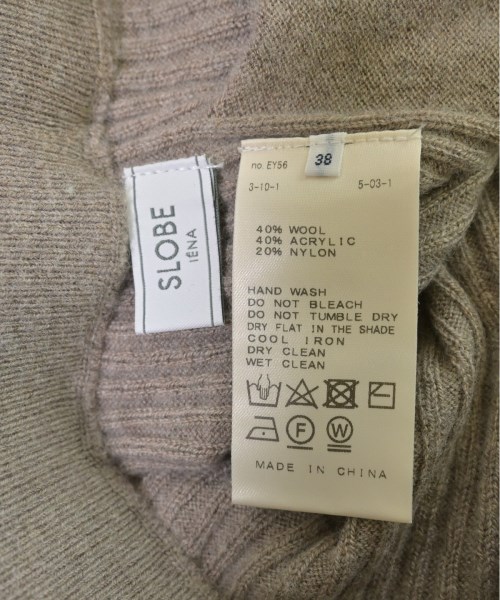 SLOBE
IÉNA
38
no. EY56
3-10-1 5-03-1
40% WOOL
40% ACRYLIC
20% NYLON
HAND WASH
DO NOT BLEACH
DO NOT TUMBLE DRY
DRY FLAT IN THE SHADE
COOL IRON
DRY CLEAN
WET CLEAN
F W
MADE IN CHINA